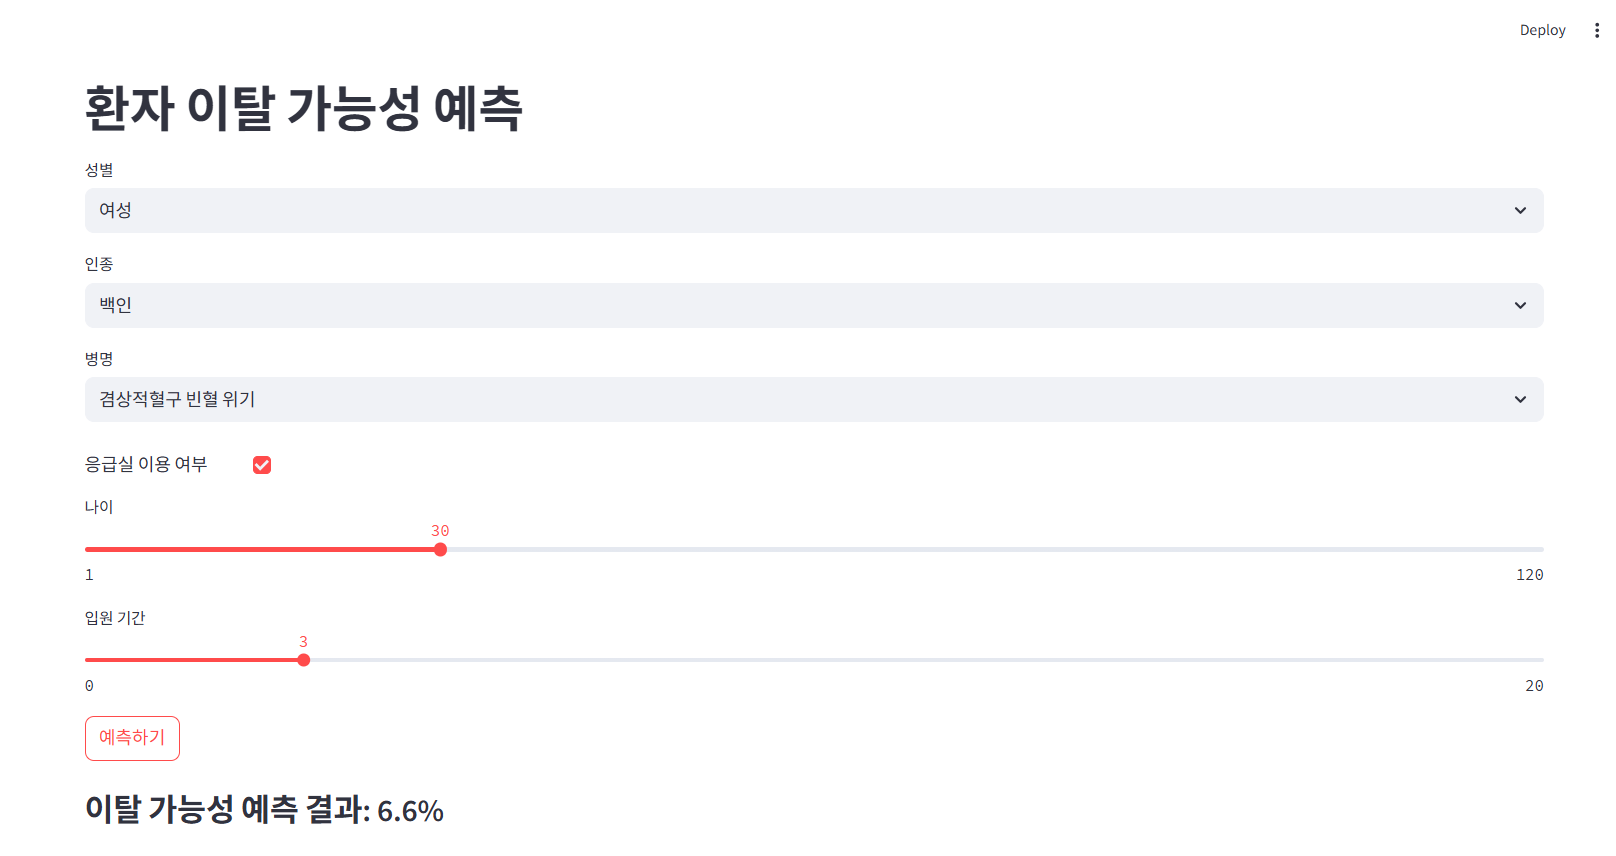 Deploy
환자 이탈 가능성 예측
성별
여성
인종
백인
병명
겸상적혈구 빈혈 위기
응급실 이용 여부
나이
30
1 120
입원 기간
3
0 20
예측하기
이탈 가능성 예측 결과: 6.6%